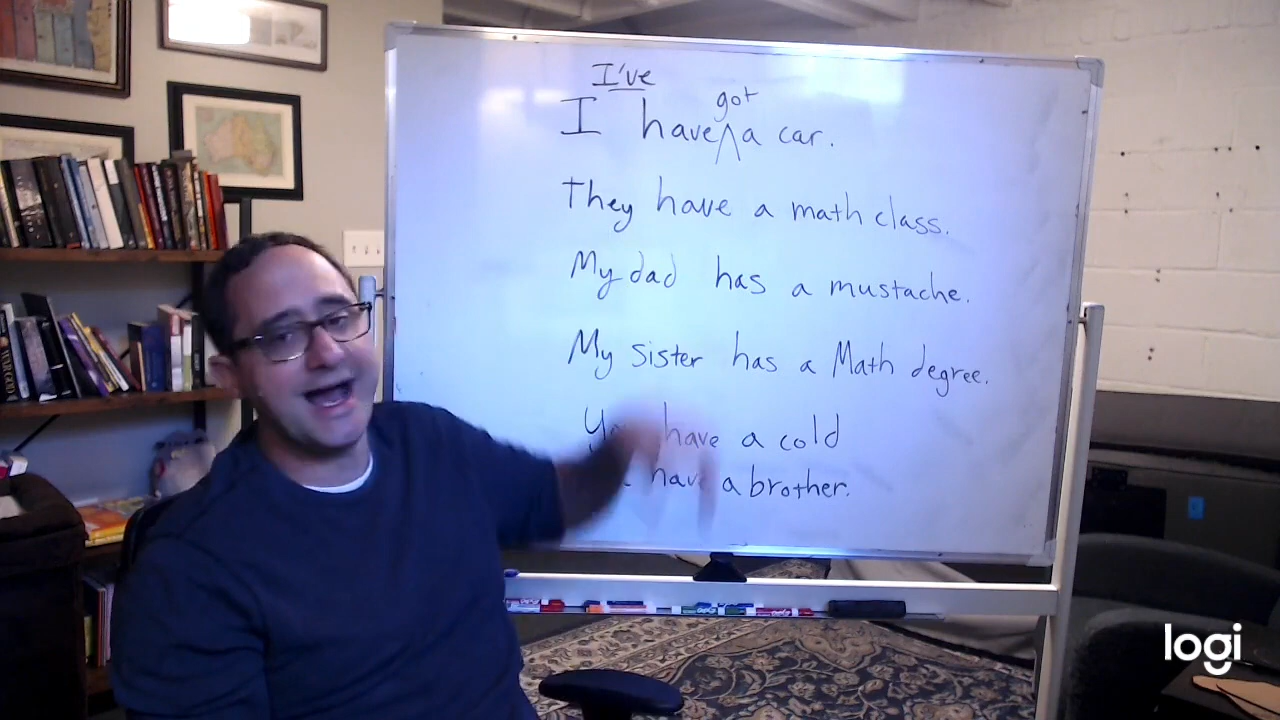 I've
got
I have a car.
They have a math class.
My dad has a mustache.
My sister has a Math degree.
have a cold
have a brother.
logi